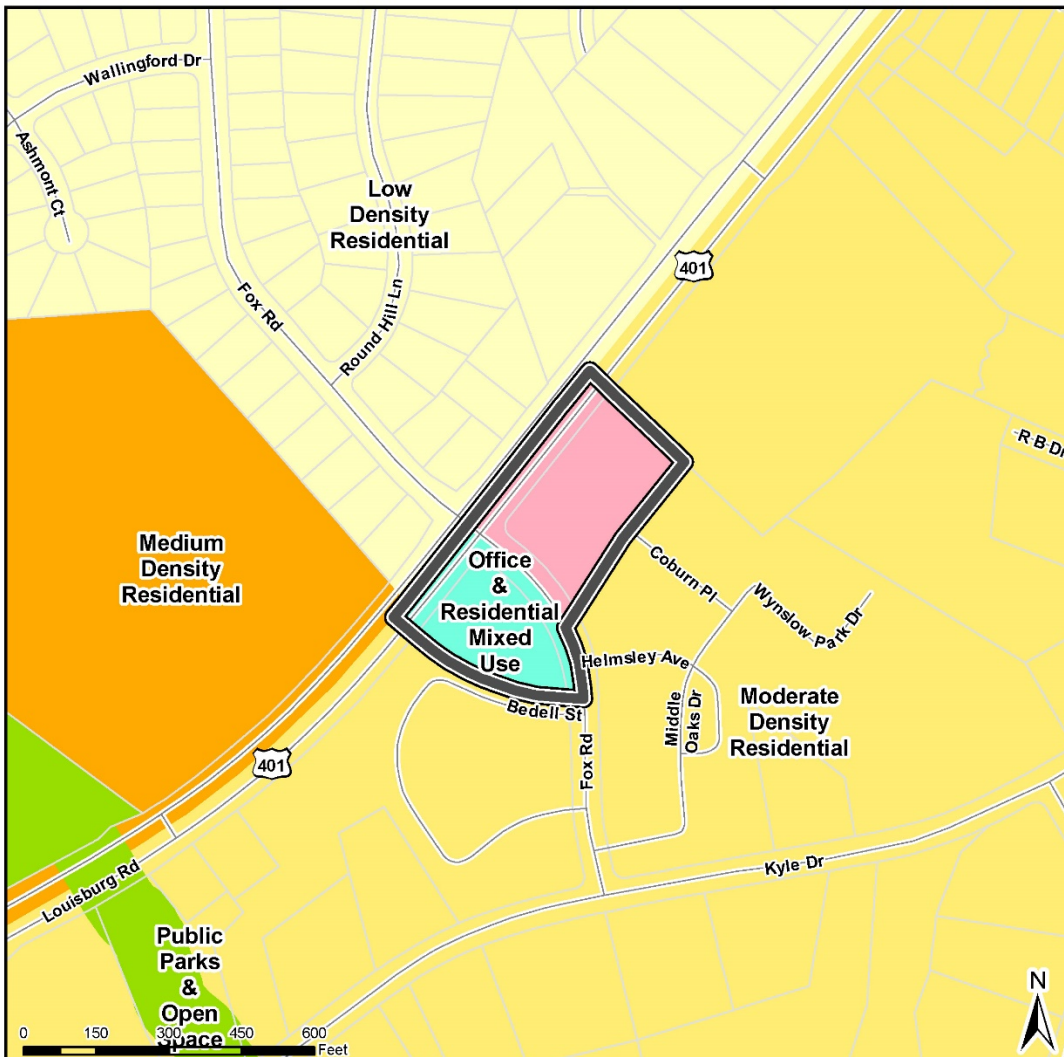 Wallingford Dr
Ashmont Ct
Low
Density
Residential
401
Fox Rd
Round Hill Ln
R B Dr
Medium
Density
Residential
Office
&
Residential
Mixed
Use
Coburn Pl
Wynslow Park Dr
Helmsley Ave
Middle
Oaks Dr
Moderate
Density
Residential
Bedell St
Fox Rd
401
Kyle Dr
Louisburg Rd
Public
Parks
&
Open
Space
N
0 150 300 450 600
Feet